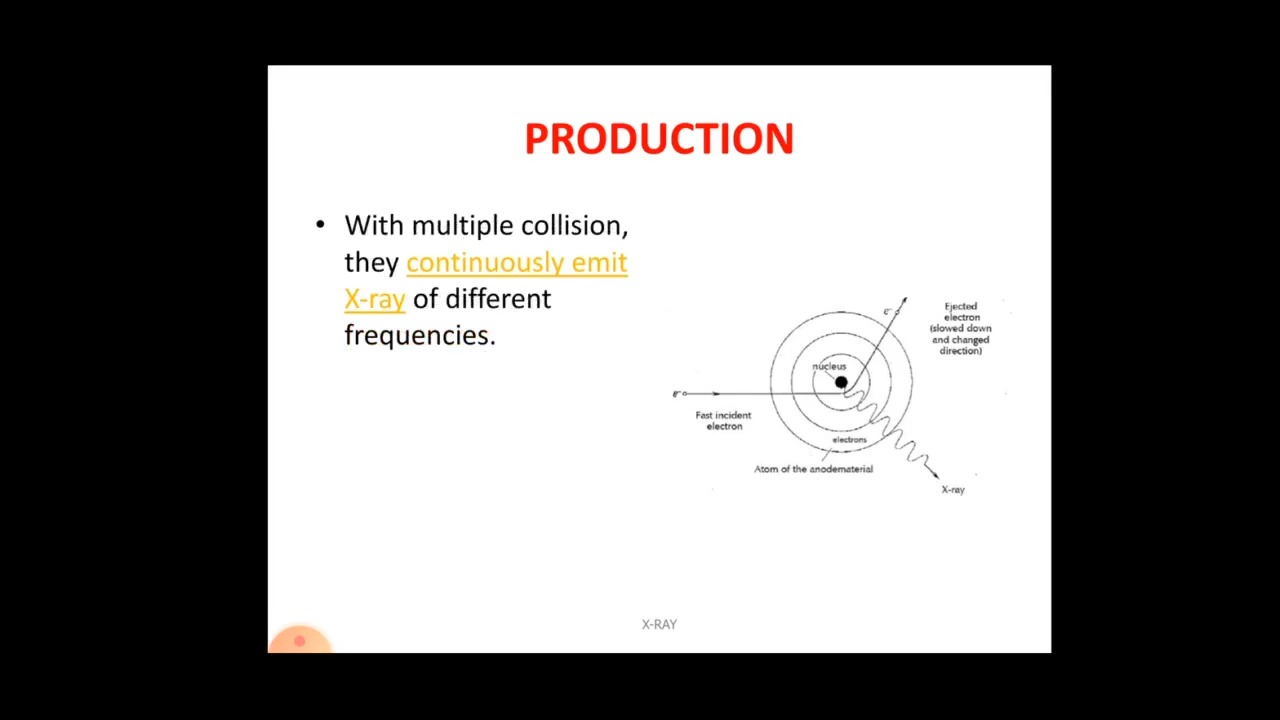 PRODUCTION
• With multiple collision,
they continuously emit
X-ray of different
frequencies.
e⁻
Ejected
electron
(slowed down
and changed
direction)
nucleus
e⁻
Fast incident
electron
electrons
Atom of the anodematerial
X-ray
X-RAY